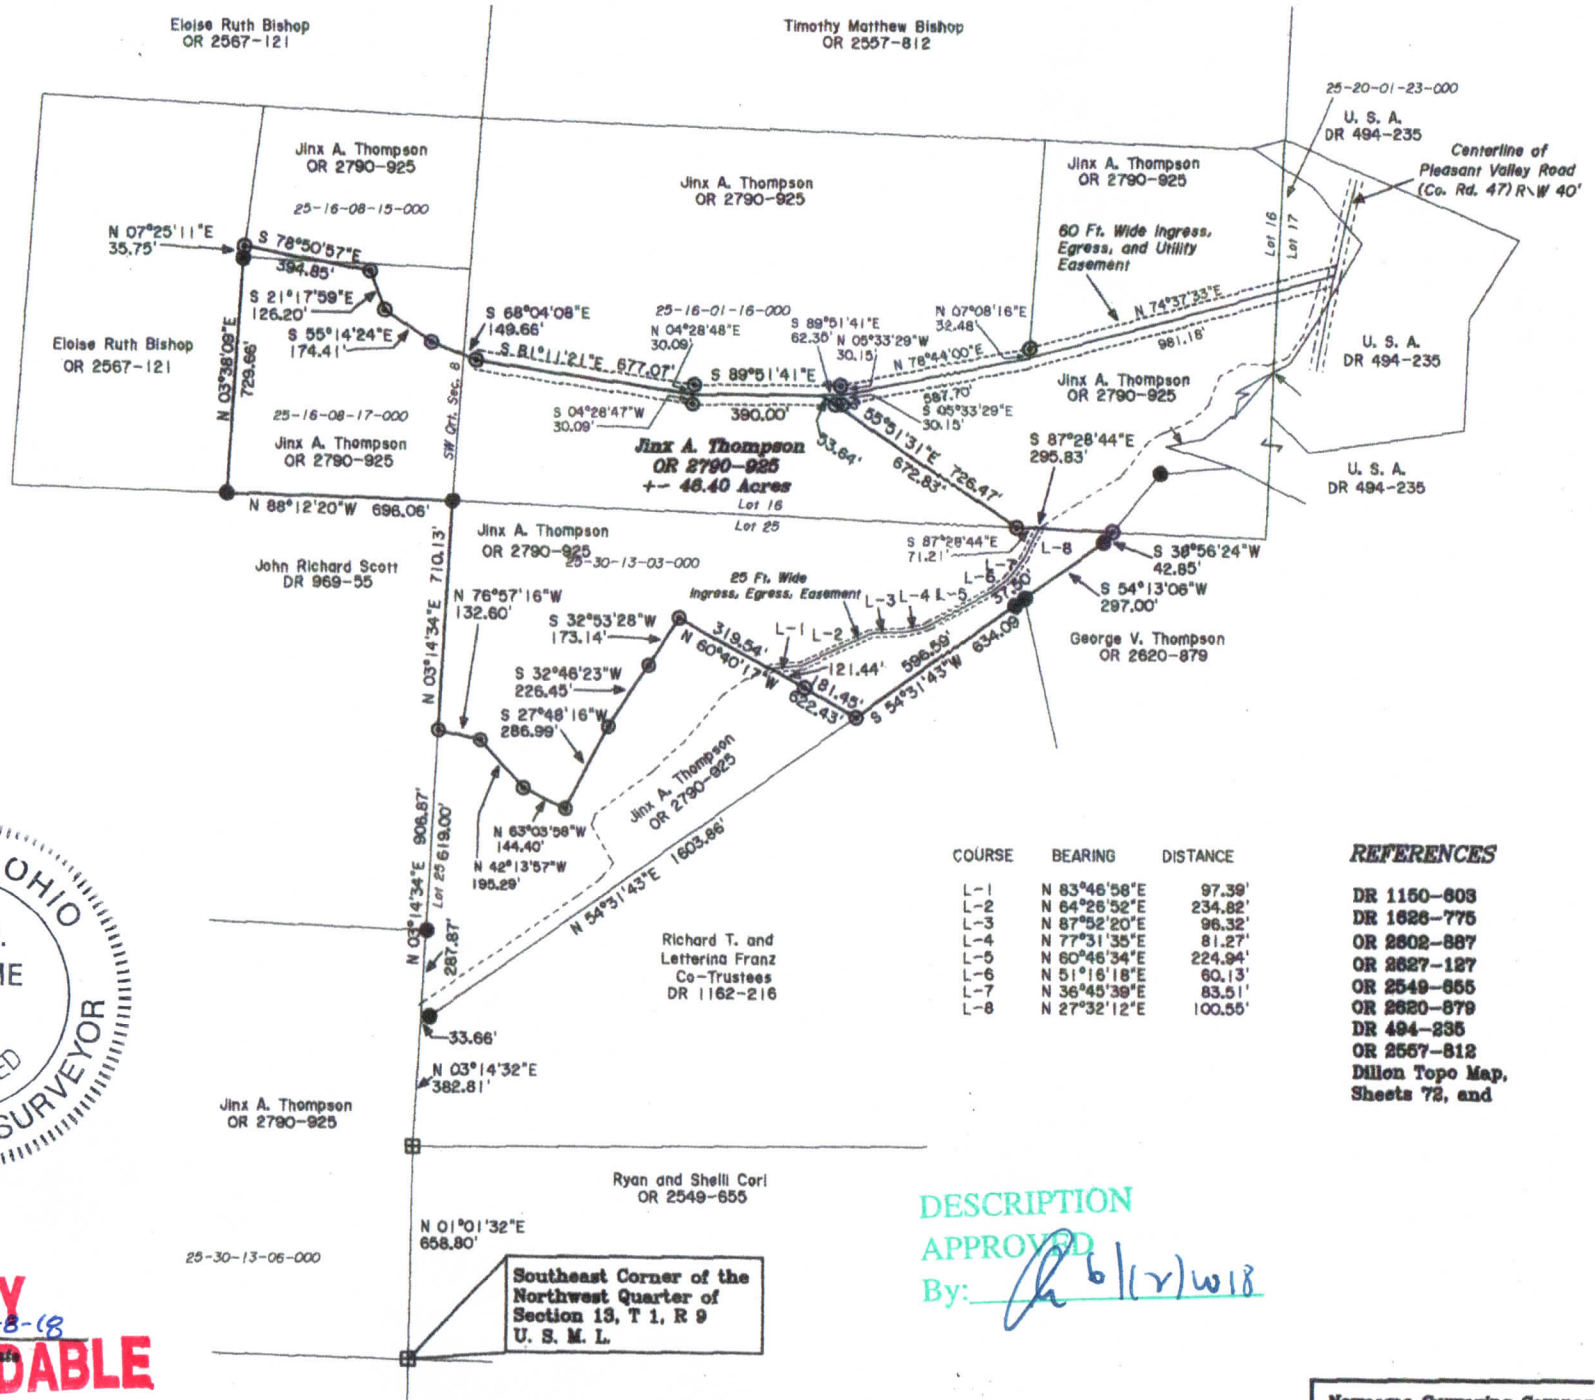 Eloise Ruth Bishop
OR 2567-121
Timothy Matthew Bishop
OR 2557-812
25-20-01-23-000
U. S. A.
DR 494-235
Centerline of
Pleasant Valley Road
(Co. Rd. 47) R\W 40'
Jinx A. Thompson
OR 2790-925
25-16-08-15-000
Jinx A. Thompson
OR 2790-925
Jinx A. Thompson
OR 2790-925
Lot 16
Lot 17
60 Ft. Wide Ingress,
Egress, and Utility
Easement
N 07°25'11"E
35.75'
S 78°50'57"E
394.85'
S 21°17'59"E
126.20'
S 55°14'24"E
174.41'
S 68°04'08"E
149.66'
25-16-01-16-000
N 04°28'48"E
30.09'
S 89°51'41"E
62.35'
N 05°33'29"W
30.15'
N 07°08'16"E
32.48'
N 74°37'33"E
981.18'
Eloise Ruth Bishop
OR 2567-121
N 03°38'09"E
729.66'
SW Qrt. Sec. 8
S 81°11'21"E 677.07'
S 89°51'41"E
390.00'
N 78°44'00"E
587.70'
Jinx A. Thompson
OR 2790-925
U. S. A.
DR 494-235
S 04°28'47"W
30.09'
S 05°33'29"E
30.15'
25-16-08-17-000
Jinx A. Thompson
OR 2790-925
Jinx A. Thompson
OR 2790-925
+- 46.40 Acres
Lot 16
Lot 25
53.64'
S 55°51'31"E 726.47'
672.83'
S 87°28'44"E
295.83'
U. S. A.
DR 494-235
N 88°12'20"W 696.06'
John Richard Scott
DR 969-55
Jinx A. Thompson
OR 2790-925
25-30-13-03-000
S 87°28'44"E
71.21'
L-8
L-7
L-6
37.50'
S 38°56'24"W
42.85'
S 54°13'06"W
297.00'
George V. Thompson
OR 2620-879
25 Ft. Wide
Ingress, Egress, Easement
L-3
L-4
L-5
L-1
L-2
N 03°14'34"E 710.13'
N 76°57'16"W
132.60'
S 32°53'28"W
173.14'
S 32°46'23"W
226.45'
S 27°48'16"W
286.99'
319.54'
N 60°40'17"W
622.43'
121.44'
181.45'
596.59'
S 54°31'43"W 634.09'
N 63°03'58"W
144.40'
N 42°13'57"W
195.29'
Jinx A. Thompson
OR 2790-925
N 03°14'34"E 906.87'
Lot 25 619.00'
287.87'
N 54°31'43"E 1603.86'
Richard T. and
Letterina Franz
Co-Trustees
DR 1162-216
33.66'
N 03°14'32"E
382.81'
Jinx A. Thompson
OR 2790-925
Ryan and Shelli Corl
OR 2549-655
N 01°01'32"E
658.80'
25-30-13-06-000
Southeast Corner of the
Northwest Quarter of
Section 13, T 1, R 9
U. S. M. L.
COURSE BEARING DISTANCE
L-1 N 83°46'58"E 97.39'
L-2 N 64°26'52"E 234.82'
L-3 N 87°52'20"E 96.32'
L-4 N 77°31'35"E 81.27'
L-5 N 60°46'34"E 224.94'
L-6 N 51°16'18"E 60.13'
L-7 N 36°45'39"E 83.51'
L-8 N 27°32'12"E 100.55'
REFERENCES
DR 1150-603
DR 1626-775
OR 2602-887
OR 2627-127
OR 2549-655
OR 2620-879
DR 494-235
OR 2557-812
Dillon Topo Map,
Sheets 72, and
OHIO
SURVEYOR
DESCRIPTION
APPROVED
By:
Y
-8-18
DABLE